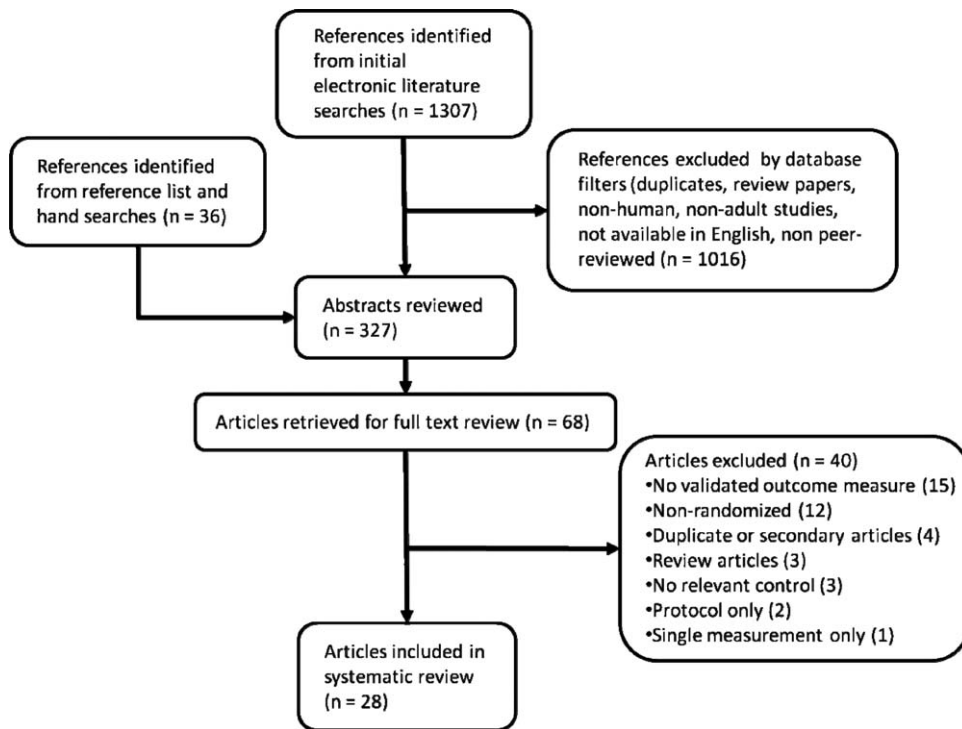 References identified
from initial
electronic literature
searches (n = 1307)
References identified
from reference list and
hand searches (n = 36)
References excluded by database
filters (duplicates, review papers,
non-human, non-adult studies,
not available in English, non peer-
reviewed (n = 1016)
Abstracts reviewed
(n = 327)
Articles retrieved for full text review (n = 68)
Articles excluded (n = 40)
•No validated outcome measure (15)
•Non-randomized (12)
•Duplicate or secondary articles (4)
•Review articles (3)
•No relevant control (3)
•Protocol only (2)
•Single measurement only (1)
Articles included in
systematic review
(n = 28)